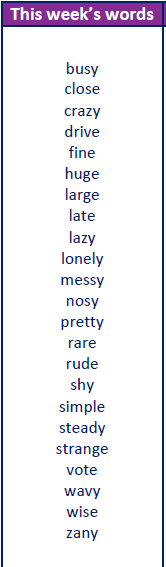 This week's words
busy
close
crazy
drive
fine
huge
large
late
lazy
lonely
messy
nosy
pretty
rare
rude
shy
simple
steady
strange
vote
wavy
wise
zany